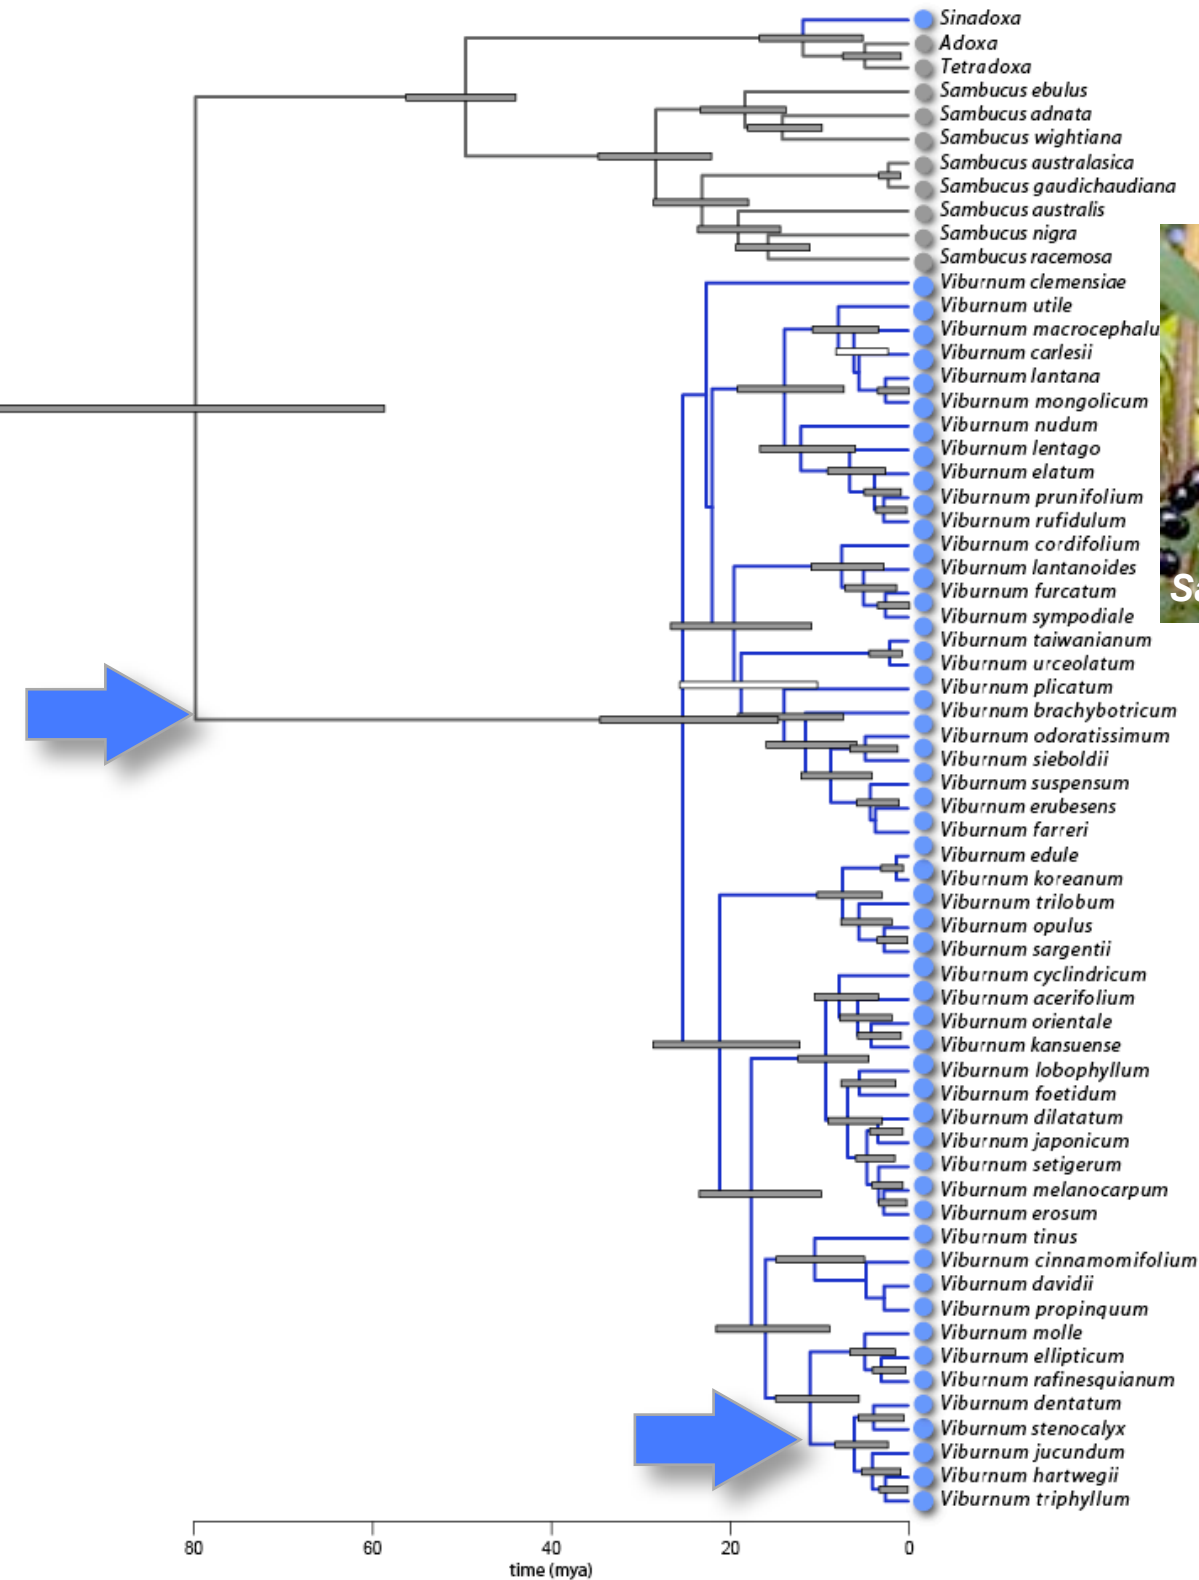 Sinadoxa
Adoxa
Tetradoxa
Sambucus ebulus
Sambucus adnata
Sambucus wightiana
Sambucus australasica
Sambucus gaudichaudiana
Sambucus australis
Sambucus nigra
Sambucus racemosa
Viburnum clemensiae
Viburnum utile
Viburnum macrocephalu
Viburnum carlesii
Viburnum lantana
Viburnum mongolicum
Viburnum nudum
Viburnum lentago
Viburnum elatum
Viburnum prunifolium
Viburnum rufidulum
Viburnum cordifolium
Viburnum lantanoides
Viburnum furcatum
Sa
Viburnum sympodiale
Viburnum taiwanianum
Viburnum urceolatum
Viburnum plicatum
Viburnum brachybotricum
Viburnum odoratissimum
Viburnum sieboldii
Viburnum suspensum
Viburnum erubesens
Viburnum farreri
Viburnum edule
Viburnum koreanum
Viburnum trilobum
Viburnum opulus
Viburnum sargentii
Viburnum cyclindricum
Viburnum acerifolium
Viburnum orientale
Viburnum kansuense
Viburnum lobophyllum
Viburnum foetidum
Viburnum dilatatum
Viburnum japonicum
Viburnum setigerum
Viburnum melanocarpum
Viburnum erosum
Viburnum tinus
Viburnum cinnamomifolium
Viburnum davidii
Viburnum propinquum
Viburnum molle
Viburnum ellipticum
Viburnum rafinesquianum
Viburnum dentatum
Viburnum stenocalyx
Viburnum jucundum
Viburnum hartwegii
Viburnum triphyllum
80 60 40 20 0
time (mya)